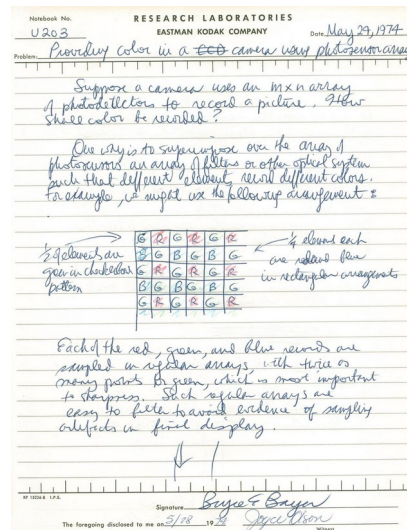 Notebook No.
RESEARCH LABORATORIES
U203
EASTMAN KODAK COMPANY
Date May 29, 1974
Problem: Providing color in a CCD camera using photosensor arrays
Suppose a camera uses an m x n array
of photodetectors to record a picture. How
shall color be recorded?
One way is to superimpose over the array of
photosensors an array of filters or other optical system
such that different elements record different colors.
For example, we might use the following arrangement:
G R G R G R
½ of elements are
green in checkerboard
pattern
B G B G B G
G R G R G R
B G B G B G
G R G R G R
¼ element each
are red and blue
in rectangular arrangements
Each of the red, green, and blue records are
sampled in regular arrays, with twice as
many points for green, which is most important
to sharpness. Such regular arrays are
easy to filter to avoid evidence of sampling
artifacts in final display.
RF 15236-B I.P.S.
Signature Bryce E Bayer
The foregoing disclosed to me on 5/28 19 Joyce Olson
Witness